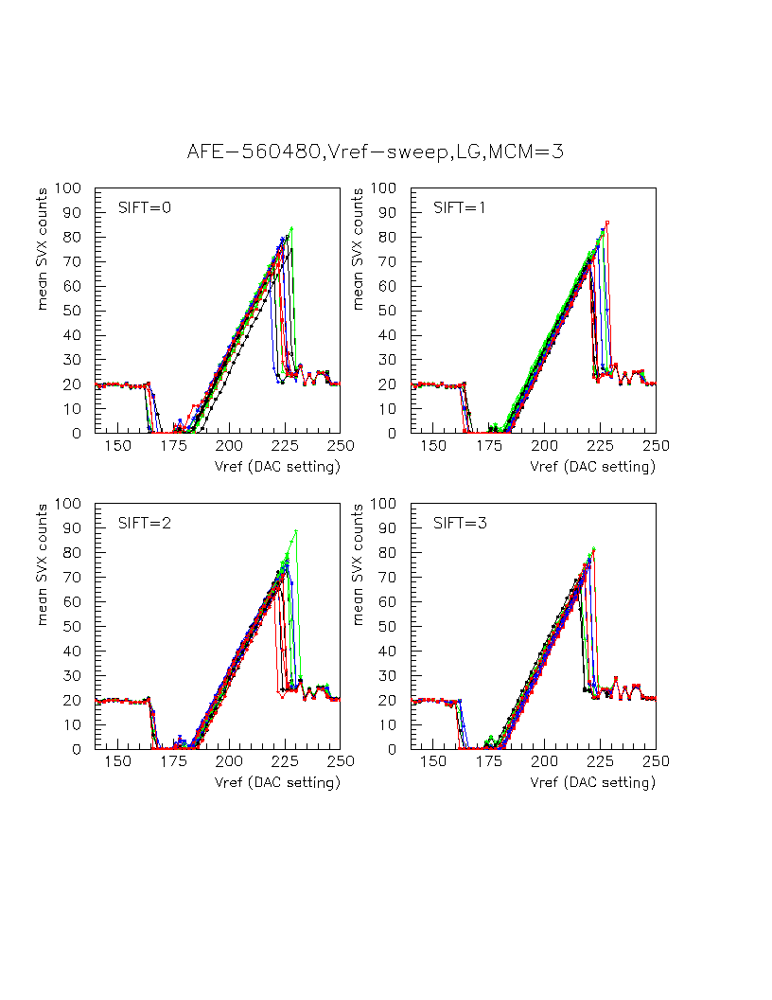 AFE-560480,Vref-sweep,LG,MCM=3
mean SVX counts
100
90
80
70
60
50
40
30
20
10
0
SIFT=0
150 175 200 225 250
Vref (DAC setting)
mean SVX counts
100
90
80
70
60
50
40
30
20
10
0
SIFT=1
150 175 200 225 250
Vref (DAC setting)
mean SVX counts
100
90
80
70
60
50
40
30
20
10
0
SIFT=2
150 175 200 225 250
Vref (DAC setting)
mean SVX counts
100
90
80
70
60
50
40
30
20
10
0
SIFT=3
150 175 200 225 250
Vref (DAC setting)